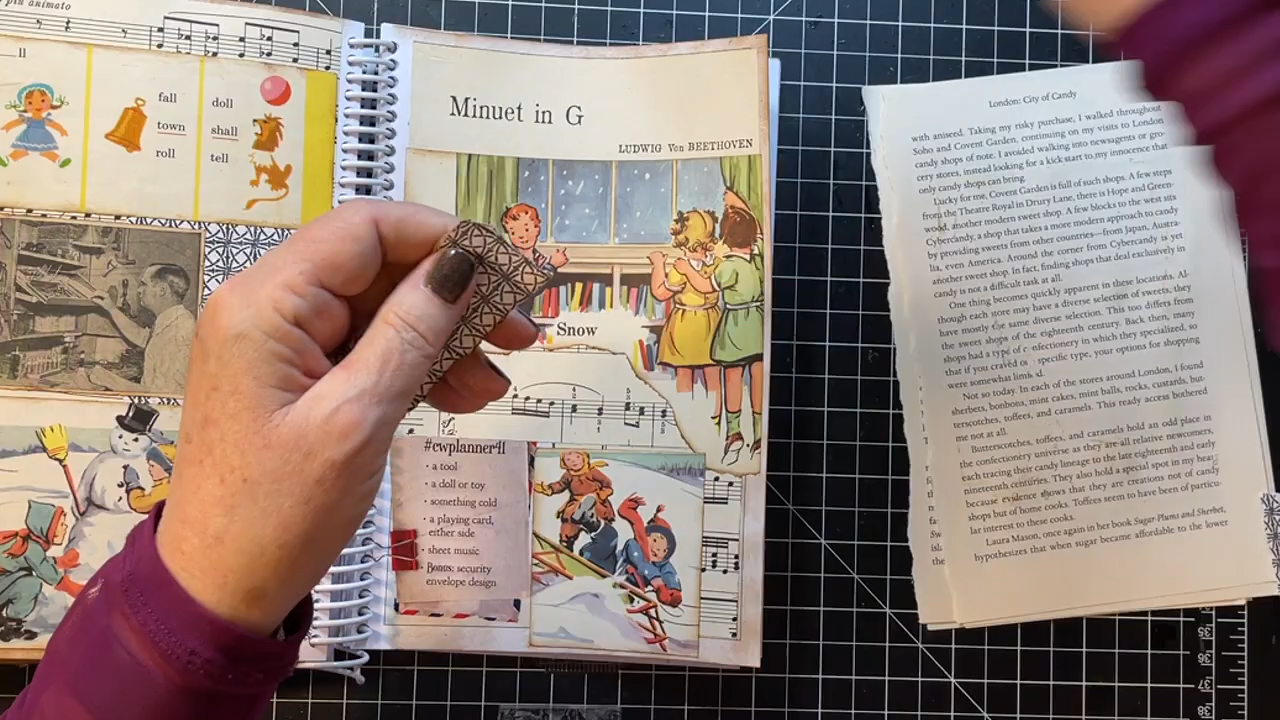 pin animato
ll
fall
town
roll
doll
shall
tell
Minuet in G
LUDWIG Von BEETHOVEN
Snow
#cwplanner41
• a tool
• a doll or toy
• something cold
• a playing card,
either side
• sheet music
• Bonus: security
envelope design
London: City of Candy
with aniseed. Taking my risky purchase, I walked throughout
Soho and Covent Garden, continuing on my visits to London
candy shops of note. I avoided walking into newsagents or gro-
cery stores, instead looking for a kick start to my innocence that
only candy shops can bring.
Lucky for me, Covent Garden is full of such shops. A few steps
from the Theatre Royal in Drury Lane, there is Hope and Green-
wood, another modern sweet shop. A few blocks to the west sits
Cybercandy, a shop that takes a more modern approach to candy
by providing sweets from other countries—from Japan, Austra-
lia, even America. Around the corner from Cybercandy is yet
another sweet shop. In fact, finding shops that deal exclusively in
candy is not a difficult task at all.
One thing becomes quickly apparent in these locations. Al-
though each store may have a diverse selection of sweets, they
have mostly the same diverse selection. This too differs from
the sweet shops of the eighteenth century. Back then, many
shops had a type of confectionery in which they specialized, so
that if you craved specific type, your options for shopping
were somewhat limited.
Not so today. In each of the stores around London, I found
sherbets, bonbons, mint cakes, mint balls, rocks, custards, but-
terscotches, toffees, and caramels. This ready access bothered
me not at all.
Butterscotches, toffees, and caramels hold an odd place in
the confectionery universe as they are all relative newcomers,
each tracing their candy lineage to the late eighteenth and early
nineteenth centuries. They also hold a special spot in my heart
because evidence shows that they are creations not of candy
shops but of home cooks. Toffees seem to have been of particu-
lar interest to these cooks.
Laura Mason, once again in her book Sugar-Plums and Sherbet,
hypothesizes that when sugar became affordable to the lower
35
36
37
38